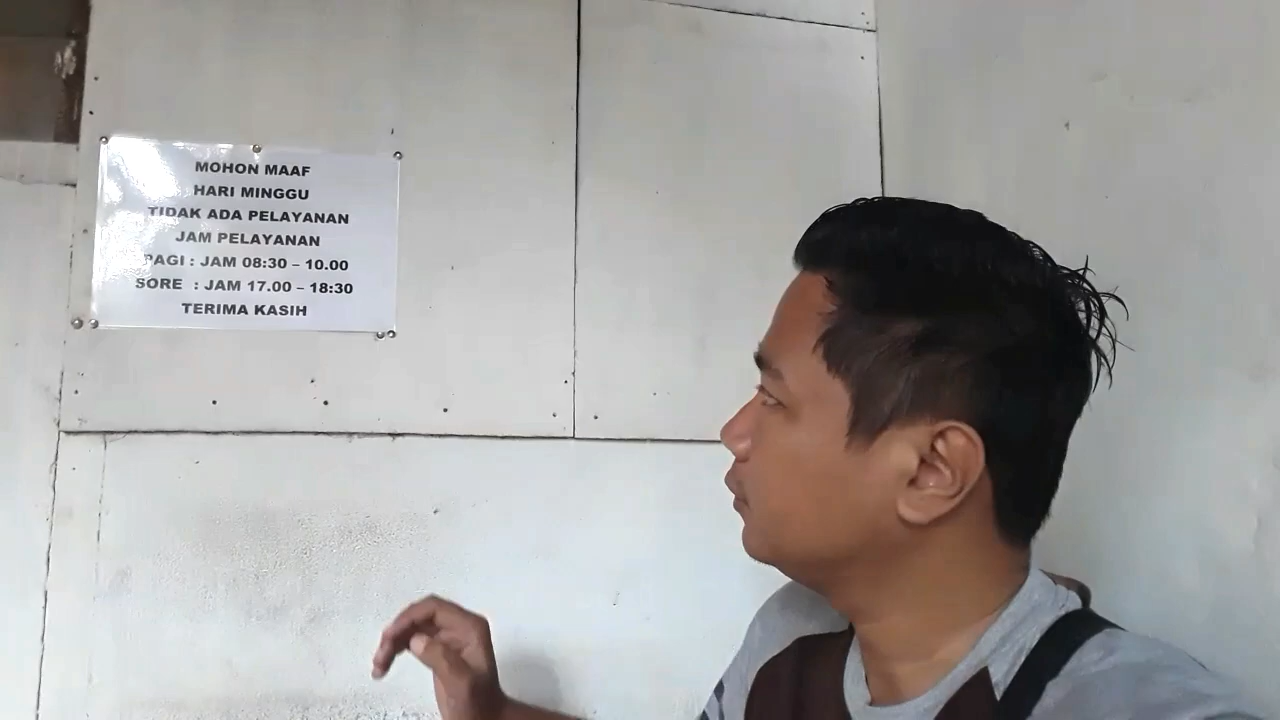 MOHON MAAF
HARI MINGGU
TIDAK ADA PELAYANAN
JAM PELAYANAN
PAGI : JAM 08:30 – 10.00
SORE : JAM 17.00 – 18:30
TERIMA KASIH